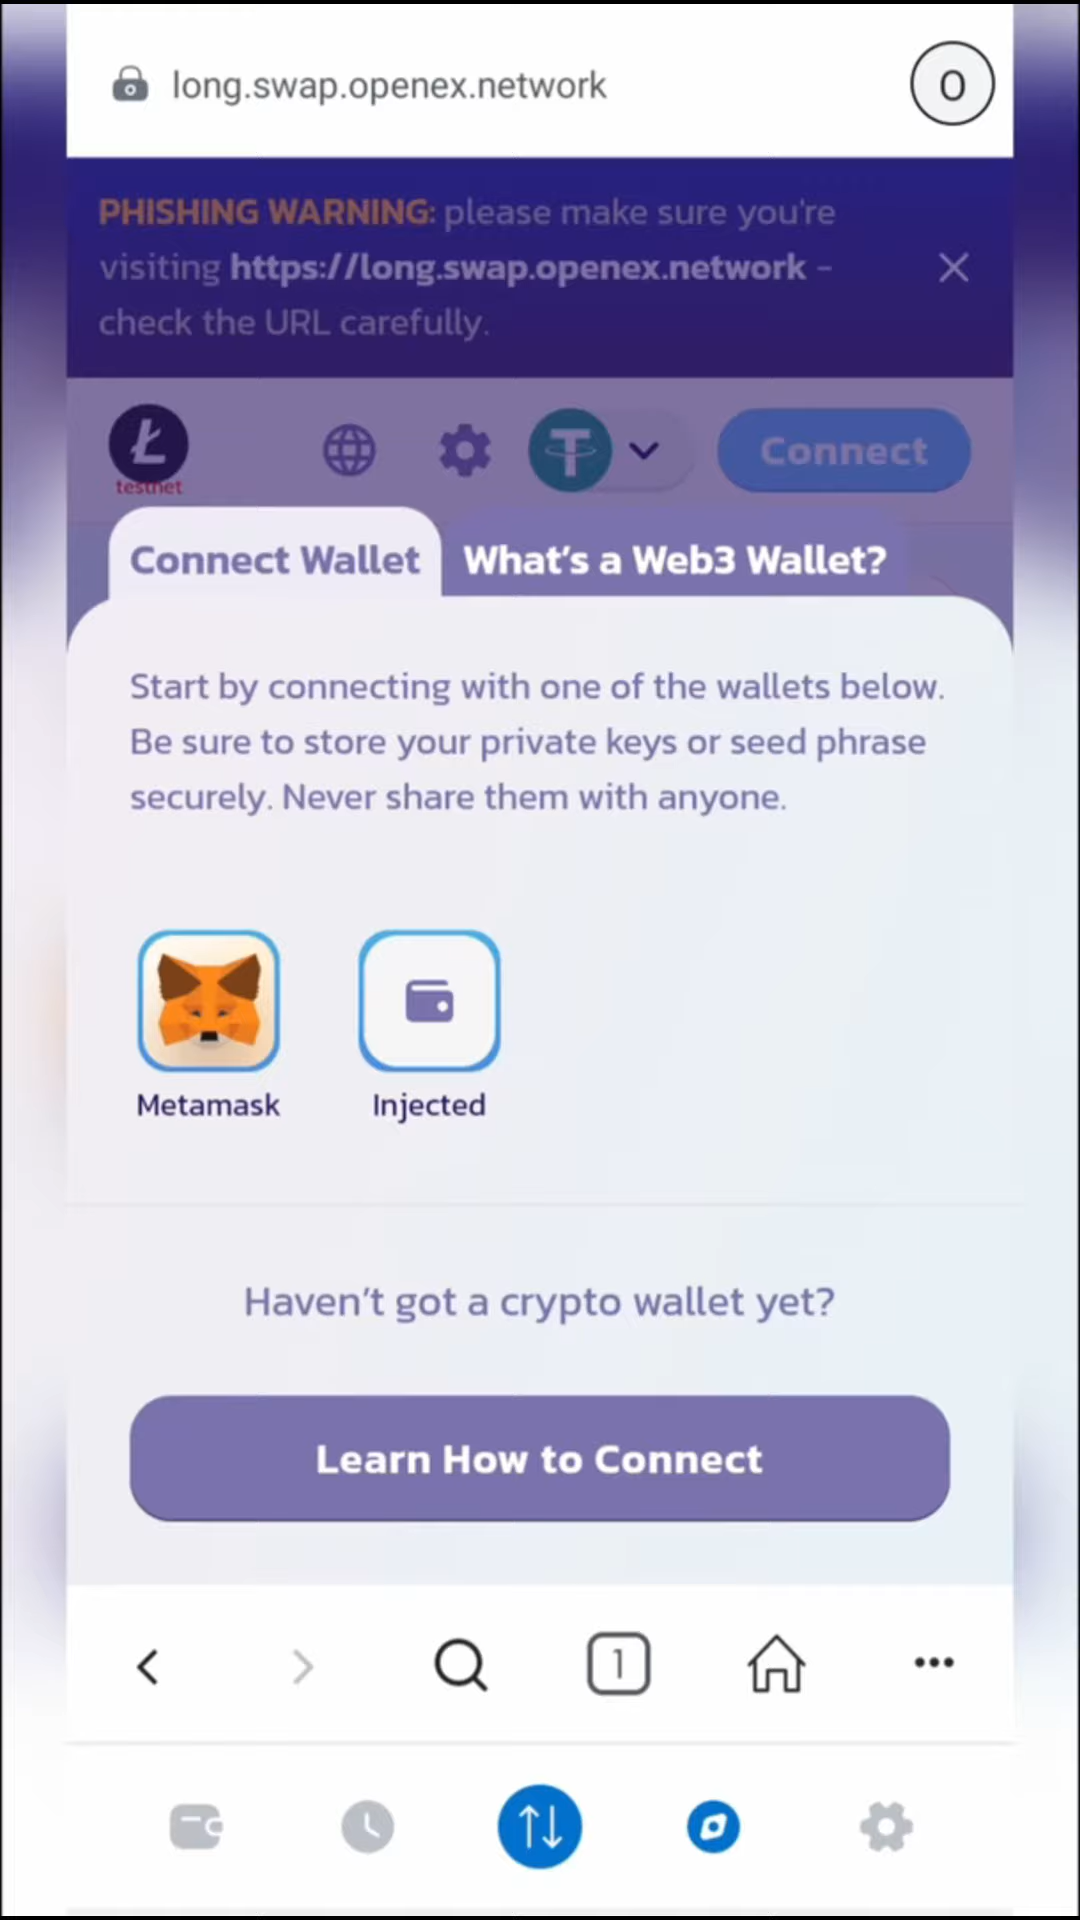 long.swap.openex.network
O
PHISHING WARNING: please make sure you're
visiting https://long.swap.openex.network -
check the URL carefully.
Ł
testnet
Connect
Connect Wallet
What's a Web3 Wallet?
Start by connecting with one of the wallets below.
Be sure to store your private keys or seed phrase
securely. Never share them with anyone.
Metamask
Injected
Haven't got a crypto wallet yet?
Learn How to Connect
1